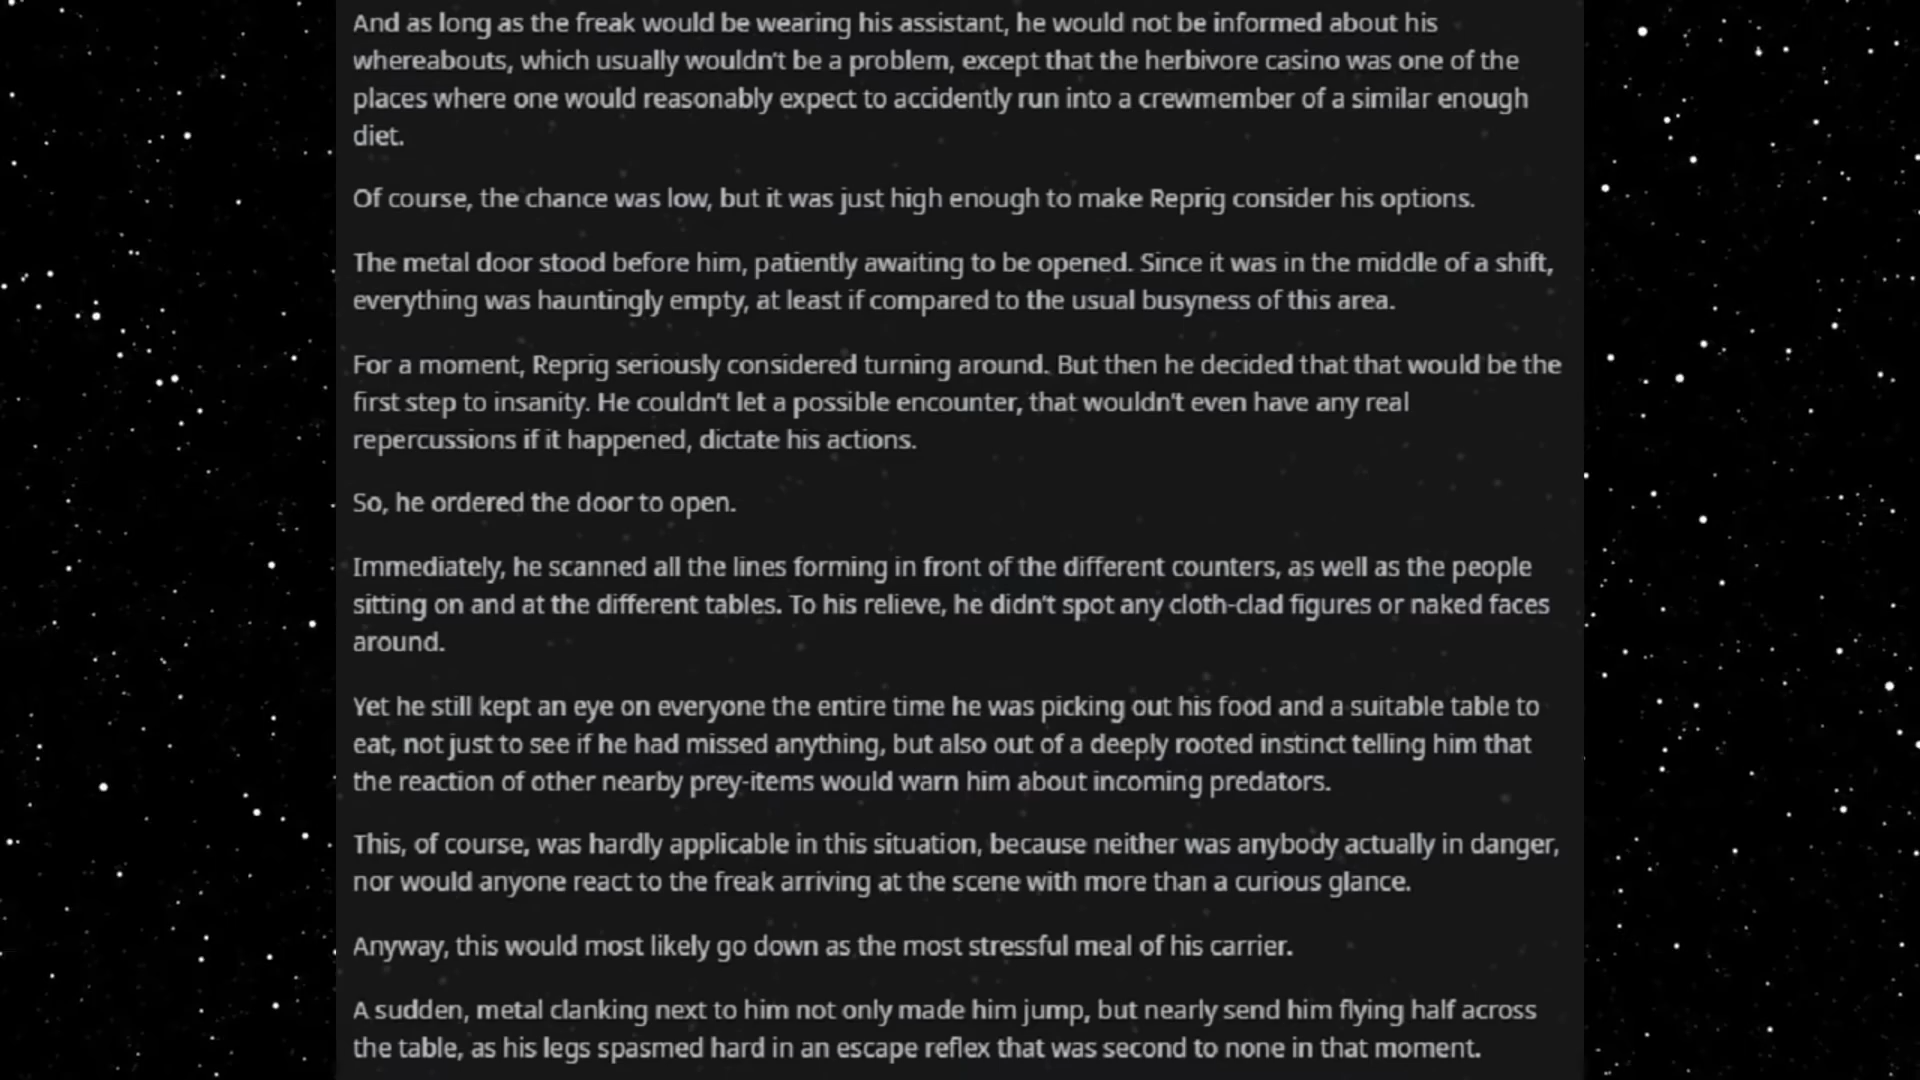 And as long as the freak would be wearing his assistant, he would not be informed about his
whereabouts, which usually wouldn't be a problem, except that the herbivore casino was one of the
places where one would reasonably expect to accidently run into a crewmember of a similar enough
diet.
Of course, the chance was low, but it was just high enough to make Reprig consider his options.
The metal door stood before him, patiently awaiting to be opened. Since it was in the middle of a shift,
everything was hauntingly empty, at least if compared to the usual busyness of this area.
For a moment, Reprig seriously considered turning around. But then he decided that that would be the
first step to insanity. He couldn't let a possible encounter, that wouldn't even have any real
repercussions if it happened, dictate his actions.
So, he ordered the door to open.
Immediately, he scanned all the lines forming in front of the different counters, as well as the people
sitting on and at the different tables. To his relieve, he didn't spot any cloth-clad figures or naked faces
around.
Yet he still kept an eye on everyone the entire time he was picking out his food and a suitable table to
eat, not just to see if he had missed anything, but also out of a deeply rooted instinct telling him that
the reaction of other nearby prey-items would warn him about incoming predators.
This, of course, was hardly applicable in this situation, because neither was anybody actually in danger,
nor would anyone react to the freak arriving at the scene with more than a curious glance.
Anyway, this would most likely go down as the most stressful meal of his carrier.
A sudden, metal clanking next to him not only made him jump, but nearly send him flying half across
the table, as his legs spasmed hard in an escape reflex that was second to none in that moment.